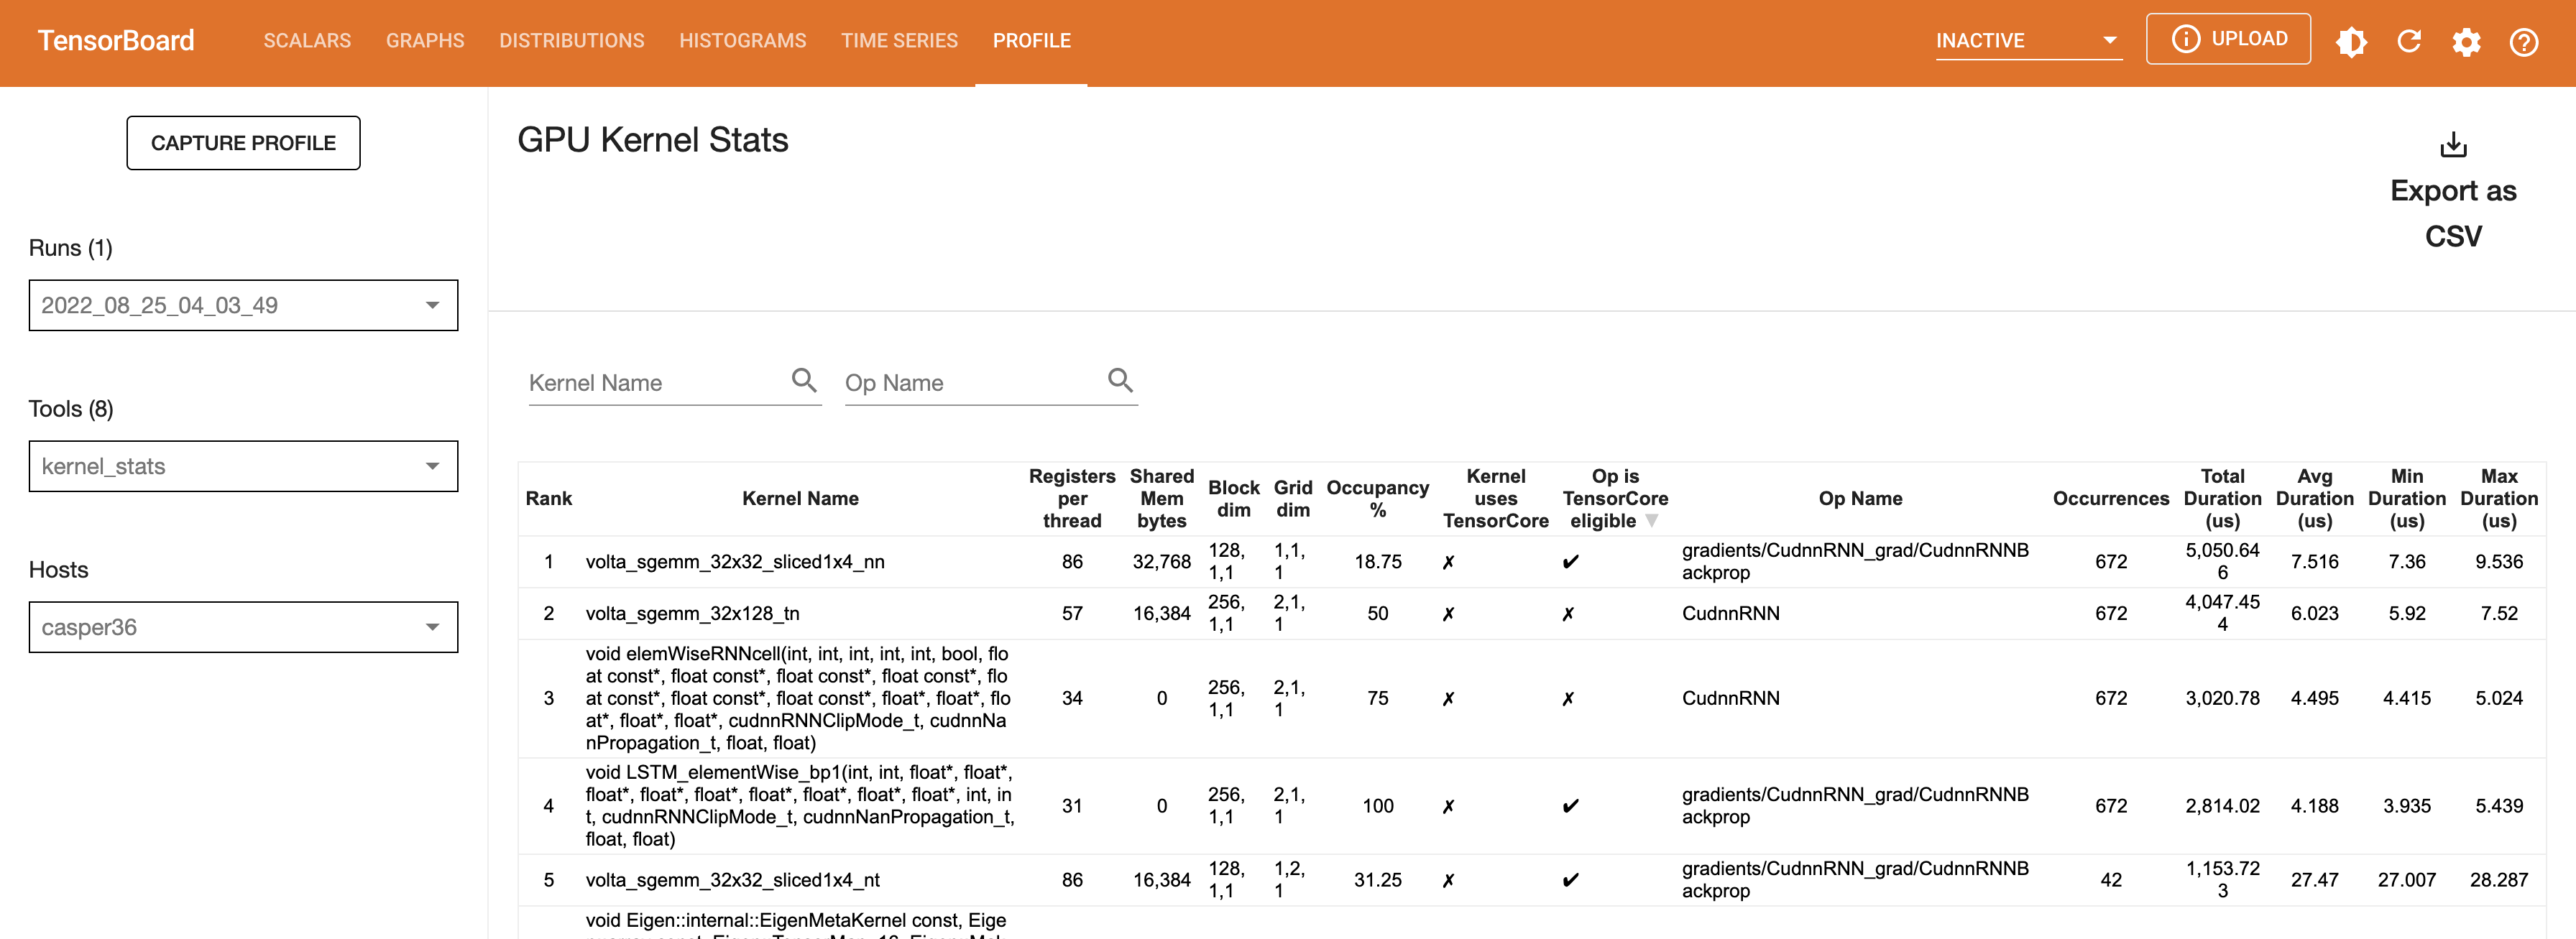 TensorBoard SCALARS GRAPHS DISTRIBUTIONS HISTOGRAMS TIME SERIES PROFILE INACTIVE UPLOAD
CAPTURE PROFILE
Runs (1)
2022_08_25_04_03_49
Tools (8)
kernel_stats
Hosts
casper36
GPU Kernel Stats
Export as
CSV
Kernel Name Op Name
Rank Kernel Name Registers per thread Shared Mem bytes Block dim Grid dim Occupancy % Kernel uses TensorCore Op is TensorCore eligible ▼ Op Name Occurrences Total Duration (us) Avg Duration (us) Min Duration (us) Max Duration (us)
1 volta_sgemm_32x32_sliced1x4_nn 86 32,768 128,1,1 1,1,1 18.75 ✗ ✔ gradients/CudnnRNN_grad/CudnnRNNBackprop 672 5,050.646 7.516 7.36 9.536
2 volta_sgemm_32x128_tn 57 16,384 256,1,1 2,1,1 50 ✗ ✗ CudnnRNN 672 4,047.454 6.023 5.92 7.52
3 void elemWiseRNNcell(int, int, int, int, int, bool, flo
at const*, float const*, float const*, float const*, flo
at const*, float const*, float const*, float*, float*, flo
at*, float*, float*, cudnnRNNClipMode_t, cudnnNa
nPropagation_t, float, float) 34 0 256,1,1 2,1,1 75 ✗ ✗ CudnnRNN 672 3,020.78 4.495 4.415 5.024
4 void LSTM_elementWise_bp1(int, int, float*, float*,
float*, float*, float*, float*, float*, float*, float*, int, in
t, cudnnRNNClipMode_t, cudnnNanPropagation_t,
float, float) 31 0 256,1,1 2,1,1 100 ✗ ✔ gradients/CudnnRNN_grad/CudnnRNNBackprop 672 2,814.02 4.188 3.935 5.439
5 volta_sgemm_32x32_sliced1x4_nt 86 16,384 128,1,1 1,2,1 31.25 ✗ ✔ gradients/CudnnRNN_grad/CudnnRNNBackprop 42 1,153.723 27.47 27.007 28.287
void Eigen::internal::EigenMetaKernel const, Eige